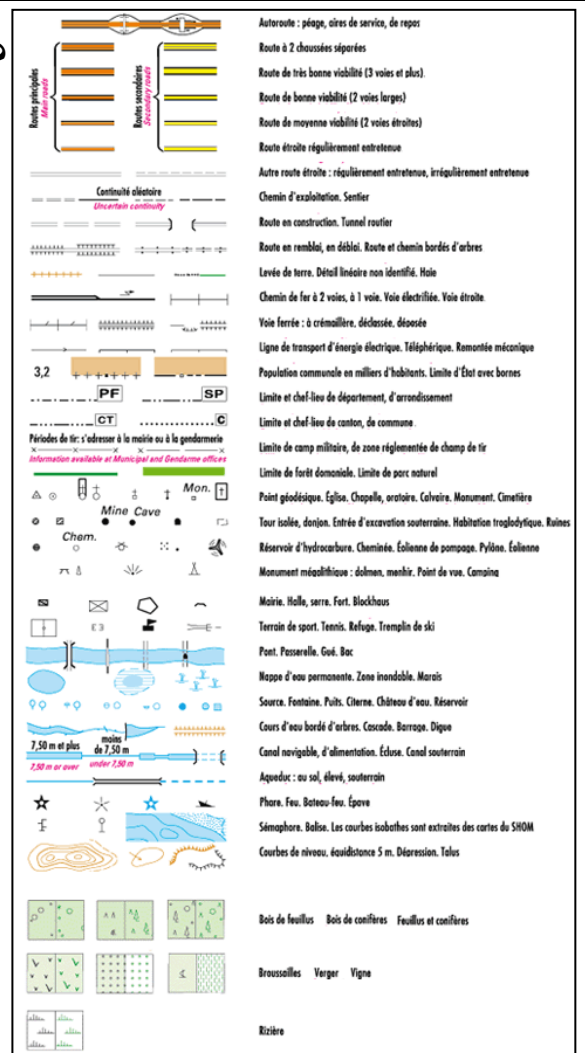 Autoroute : péage, aires de service, de repos
Route à 2 chaussées séparées
Route de très bonne viabilité (3 voies et plus).
Route de bonne viabilité (2 voies larges)
Route de moyenne viabilité (2 voies étroites)
Route étroite régulièrement entretenue
Routes principales
Main roads
Routes secondaires
Secondary roads
Autre route étroite : régulièrement entretenue, irrégulièrement entretenue
Continuité aléatoire
Uncertain continuity
Chemin d'exploitation. Sentier
Route en construction. Tunnel routier
Route en remblai, en déblai. Route et chemin bordés d'arbres
Levée de terre. Détail linéaire non identifié. Haie
Chemin de fer à 2 voies, à 1 voie. Voie électrifiée. Voie étroite
Voie ferrée : à crémaillère, déclassée, déposée
Ligne de transport d'énergie électrique. Téléphérique. Remontée mécanique
3,2
Population communale en milliers d'habitants. Limite d'État avec bornes
PF SP
Limite et chef-lieu de département, d'arrondissement
CT C
Limite et chef-lieu de canton, de commune.
Périodes de tir: s'adresser à la mairie ou à la gendarmerie
Information available at Municipal and Gendarme offices
Limite de camp militaire, de zone réglementée de champ de tir
Limite de forêt domaniale. Limite de parc naturel
Mon.
Point géodésique. Église. Chapelle, oratoire. Calvaire. Monument. Cimetière
Mine Cave
Tour isolée, donjon. Entrée d'excavation souterraine. Habitation troglodytique. Ruines
Chem.
Réservoir d'hydrocarbure. Cheminée. Éolienne de pompage. Pylône. Éolienne
Monument mégalithique : dolmen, menhir. Point de vue. Camping
Mairie. Halle, serre. Fort. Blockhaus
Terrain de sport. Tennis. Refuge. Tremplin de ski
Pont. Passerelle. Gué. Bac
Nappe d'eau permanente. Zone inondable. Marais
Source. Fontaine. Puits. Citerne. Château d'eau. Réservoir
Cours d'eau bordé d'arbres. Cascade. Barrage. Digue
7,50 m et plus
7,50 m or over
moins
de 7,50 m
under 7,50 m
Canal navigable, d'alimentation. Écluse. Canal souterrain
Aqueduc : au sol, élevé, souterrain
Phare. Feu. Bateau-feu. Épave
Sémaphore. Balise. Les courbes isobathes sont extraites des cartes du SHOM
Courbes de niveau, équidistance 5 m. Dépression. Talus
Bois de feuillus Bois de conifères Feuillus et conifères
Broussailles Verger Vigne
Rizière